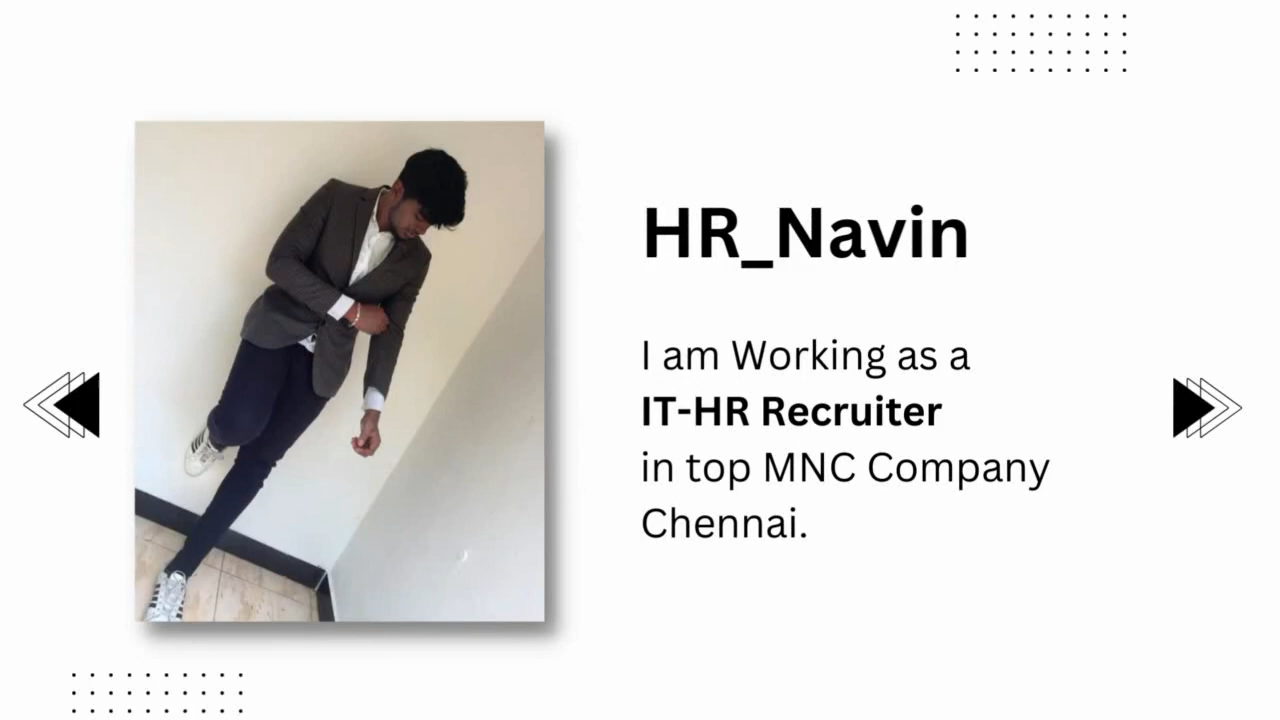 HR_Navin
I am Working as a
IT-HR Recruiter
in top MNC Company
Chennai.